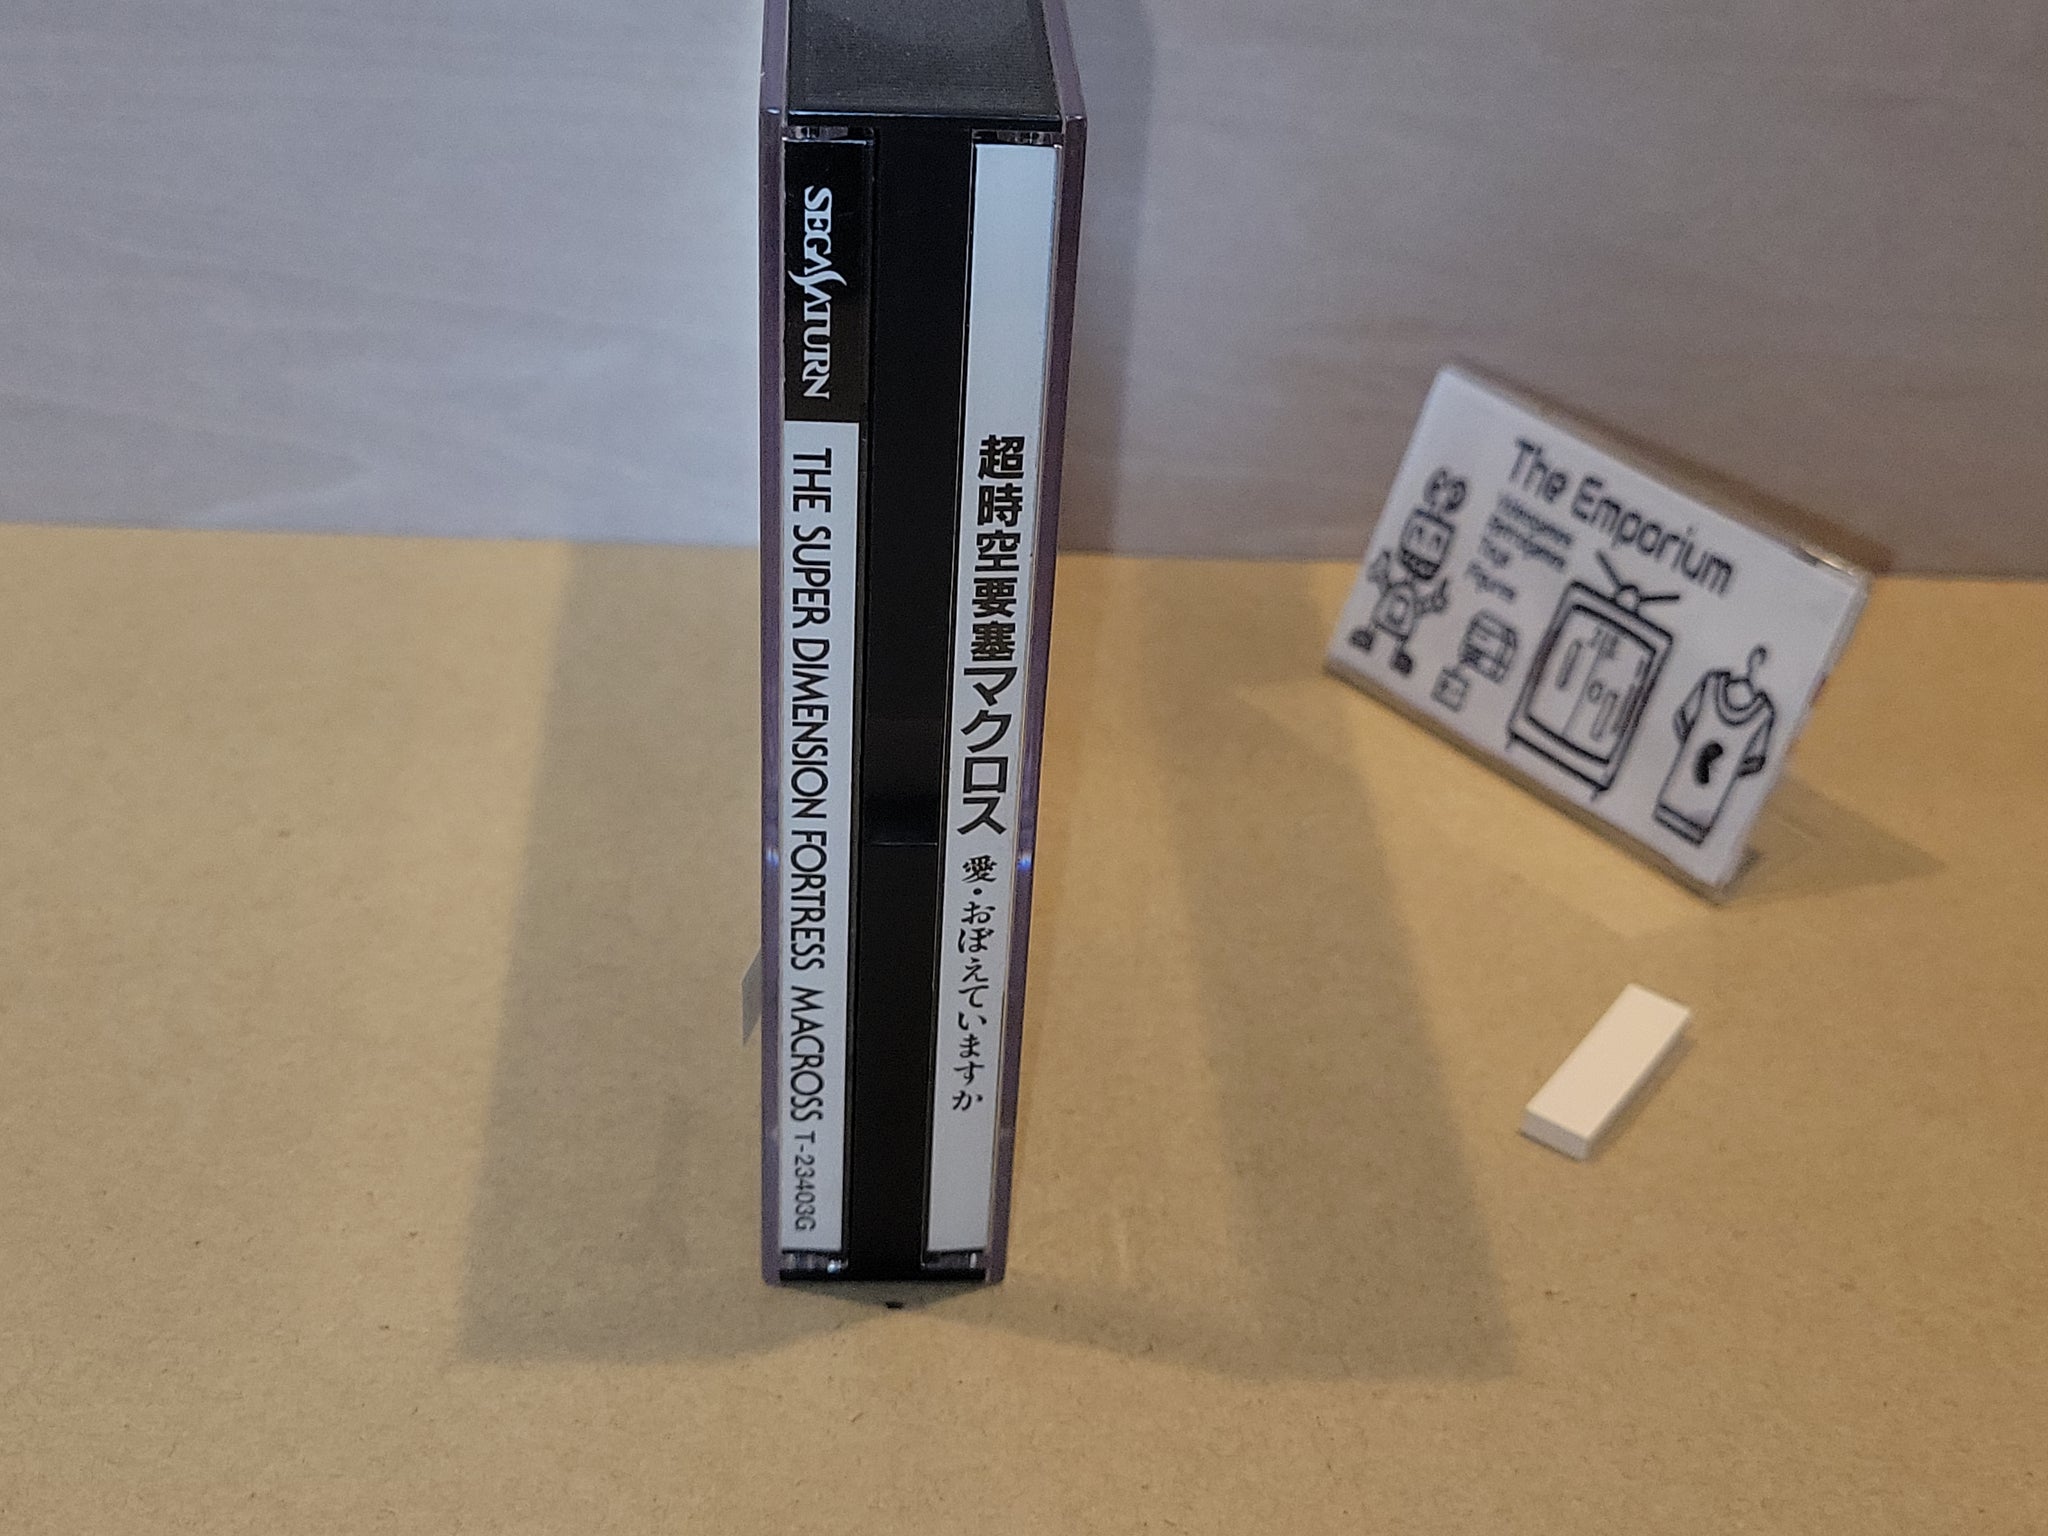 SEGA SATURN
THE SUPER DIMENSION FORTRESS MACROSS T-23403G
超時空要塞マクロス 愛・おぼえていますか
The Emporium